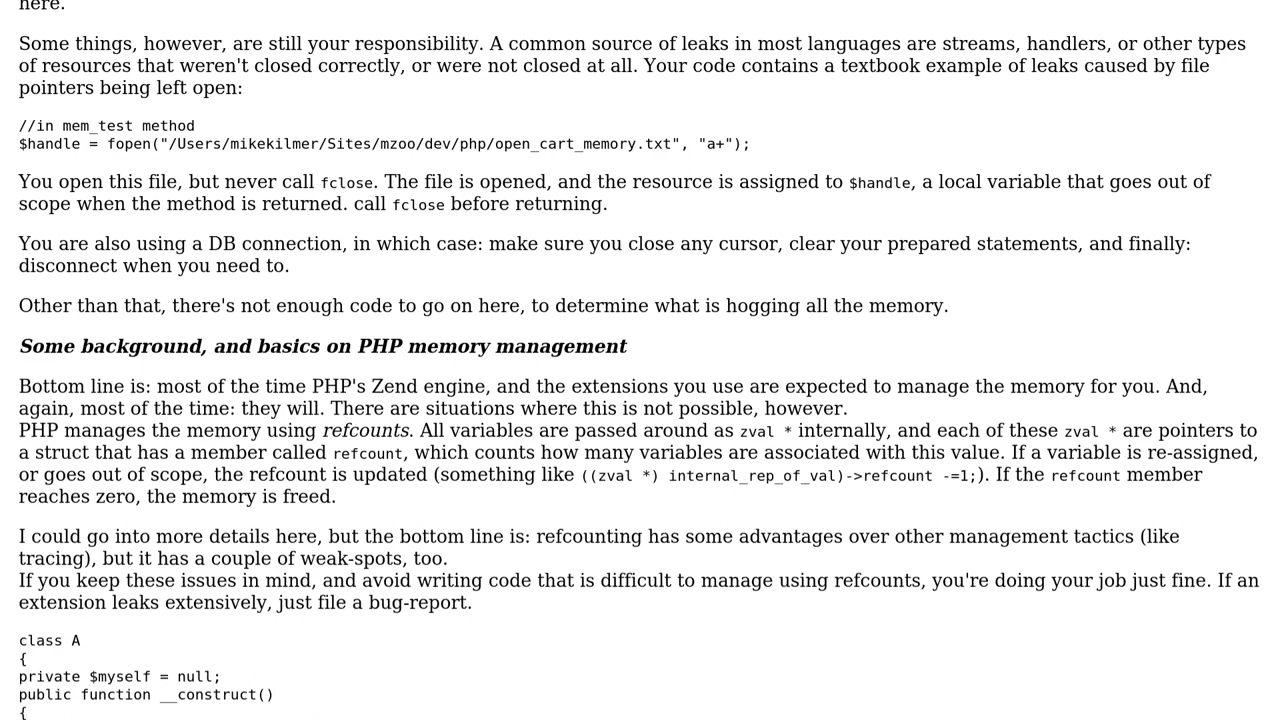 here.
Some things, however, are still your responsibility. A common source of leaks in most languages are streams, handlers, or other types
of resources that weren't closed correctly, or were not closed at all. Your code contains a textbook example of leaks caused by file
pointers being left open:
//in mem_test method
$handle = fopen("/Users/mikekilmer/Sites/mzoo/dev/php/open_cart_memory.txt", "a+");
You open this file, but never call fclose. The file is opened, and the resource is assigned to $handle, a local variable that goes out of
scope when the method is returned. call fclose before returning.
You are also using a DB connection, in which case: make sure you close any cursor, clear your prepared statements, and finally:
disconnect when you need to.
Other than that, there's not enough code to go on here, to determine what is hogging all the memory.
Some background, and basics on PHP memory management
Bottom line is: most of the time PHP's Zend engine, and the extensions you use are expected to manage the memory for you. And,
again, most of the time: they will. There are situations where this is not possible, however.
PHP manages the memory using refcounts. All variables are passed around as zval * internally, and each of these zval * are pointers to
a struct that has a member called refcount, which counts how many variables are associated with this value. If a variable is re-assigned,
or goes out of scope, the refcount is updated (something like ((zval *) internal_rep_of_val)->refcount -=1;). If the refcount member
reaches zero, the memory is freed.
I could go into more details here, but the bottom line is: refcounting has some advantages over other management tactics (like
tracing), but it has a couple of weak-spots, too.
If you keep these issues in mind, and avoid writing code that is difficult to manage using refcounts, you're doing your job just fine. If an
extension leaks extensively, just file a bug-report.
class A
{
private $myself = null;
public function __construct()
{